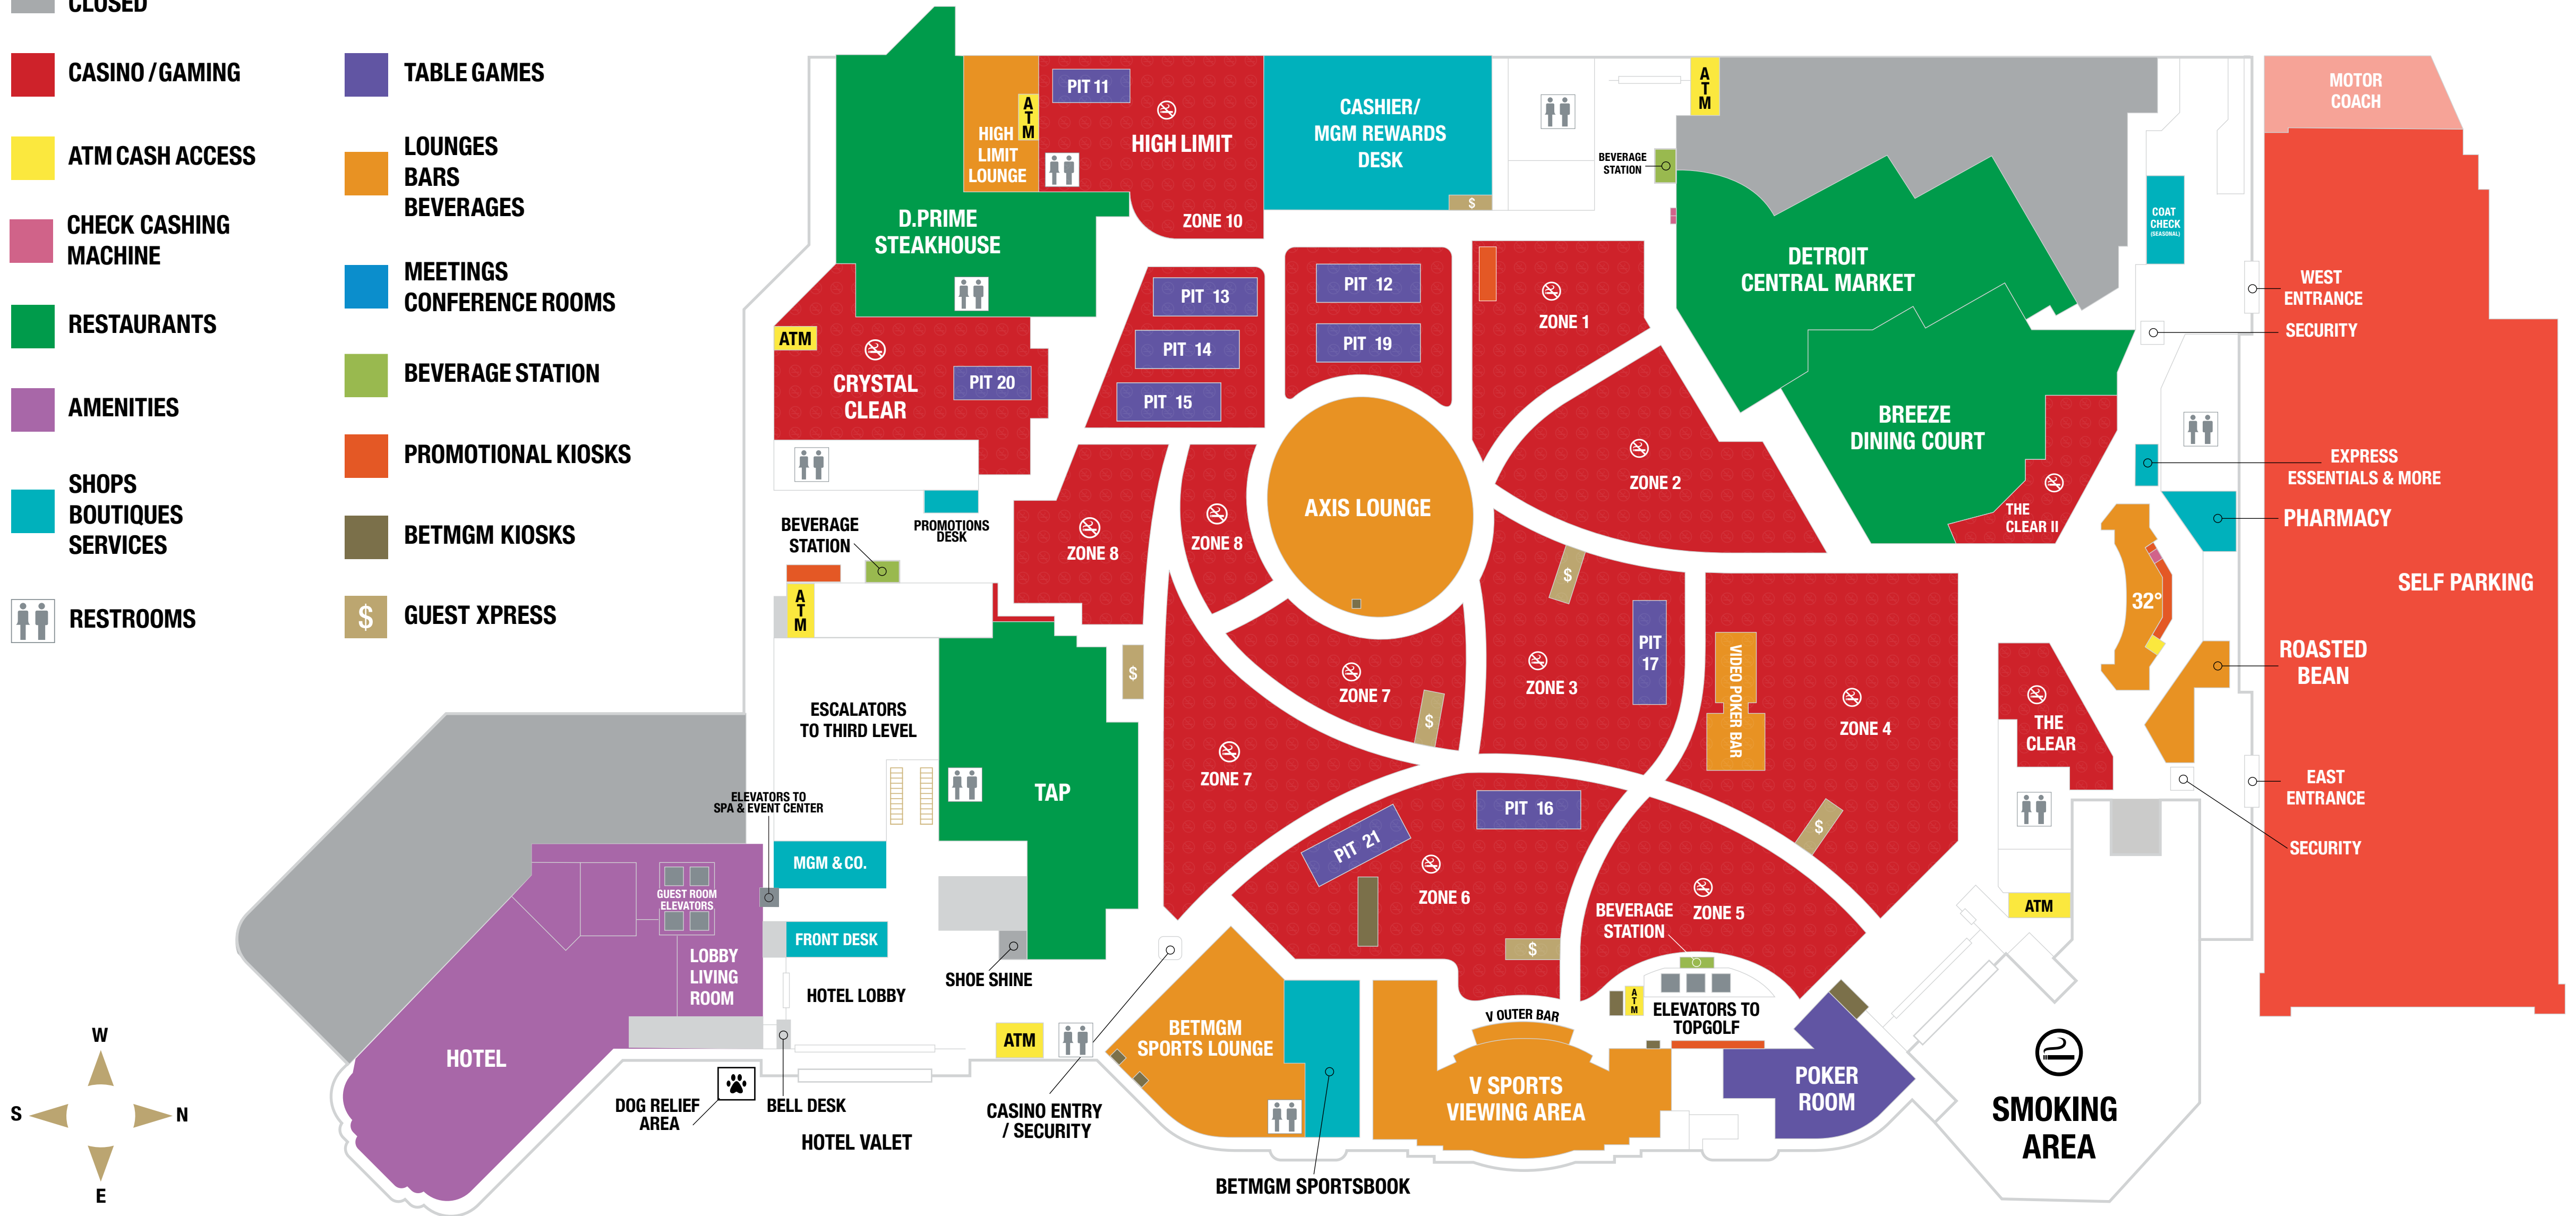 CLOSED
CASINO / GAMING
ATM CASH ACCESS
CHECK CASHING
MACHINE
RESTAURANTS
AMENITIES
SHOPS
BOUTIQUES
SERVICES
RESTROOMS
TABLE GAMES
LOUNGES
BARS
BEVERAGES
MEETINGS
CONFERENCE ROOMS
BEVERAGE STATION
PROMOTIONAL KIOSKS
BETMGM KIOSKS
$
GUEST XPRESS
W
S
N
E
HIGH
LIMIT
LOUNGE
ATM
PIT 11
HIGH LIMIT
ZONE 10
CASHIER/
MGM REWARDS
DESK
$
ATM
BEVERAGE
STATION
D.PRIME
STEAKHOUSE
DETROIT
CENTRAL MARKET
COAT
CHECK
(SEASONAL)
MOTOR
COACH
WEST
ENTRANCE
SECURITY
ATM
CRYSTAL
CLEAR
PIT 20
PIT 13
PIT 14
PIT 15
PIT 12
PIT 19
ZONE 1
ZONE 2
BREEZE
DINING COURT
THE
CLEAR II
EXPRESS
ESSENTIALS & MORE
PHARMACY
SELF PARKING
32°
ROASTED
BEAN
EAST
ENTRANCE
SECURITY
PROMOTIONS
DESK
BEVERAGE
STATION
ATM
ZONE 8
ZONE 8
AXIS LOUNGE
$
$
ZONE 7
$
ZONE 7
ZONE 3
PIT
17
VIDEO POKER BAR
ZONE 4
$
THE
CLEAR
ATM
ESCALATORS
TO THIRD LEVEL
TAP
ELEVATORS TO
SPA & EVENT CENTER
MGM & CO.
GUEST ROOM
ELEVATORS
FRONT DESK
LOBBY
LIVING
ROOM
HOTEL LOBBY
SHOE SHINE
HOTEL
ATM
DOG RELIEF
AREA
BELL DESK
HOTEL VALET
CASINO ENTRY
/ SECURITY
PIT 21
PIT 16
ZONE 6
$
BEVERAGE
STATION
ZONE 5
ATM
ELEVATORS TO
TOPGOLF
V OUTER BAR
BETMGM
SPORTS LOUNGE
V SPORTS
VIEWING AREA
POKER
ROOM
BETMGM SPORTSBOOK
SMOKING
AREA